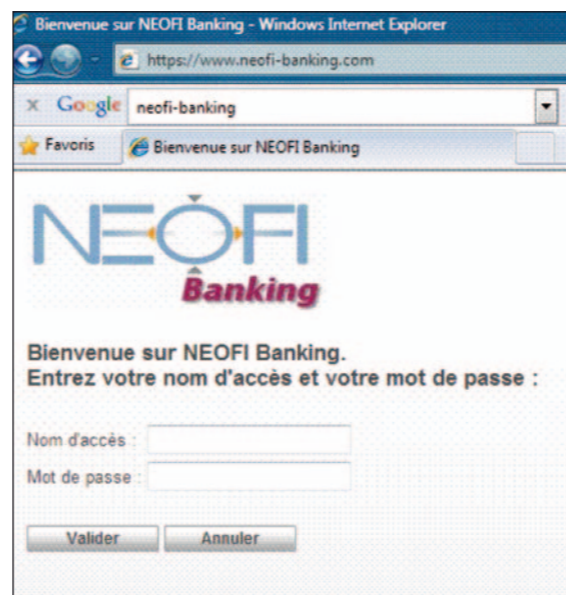 Bienvenue sur NEOFI Banking - Windows Internet Explorer
https://www.neofi-banking.com
x Google neofi-banking
Favoris Bienvenue sur NEOFI Banking
NEOFI
Banking
Bienvenue sur NEOFI Banking.
Entrez votre nom d'accès et votre mot de passe :
Nom d'accès :
Mot de passe :
Valider Annuler